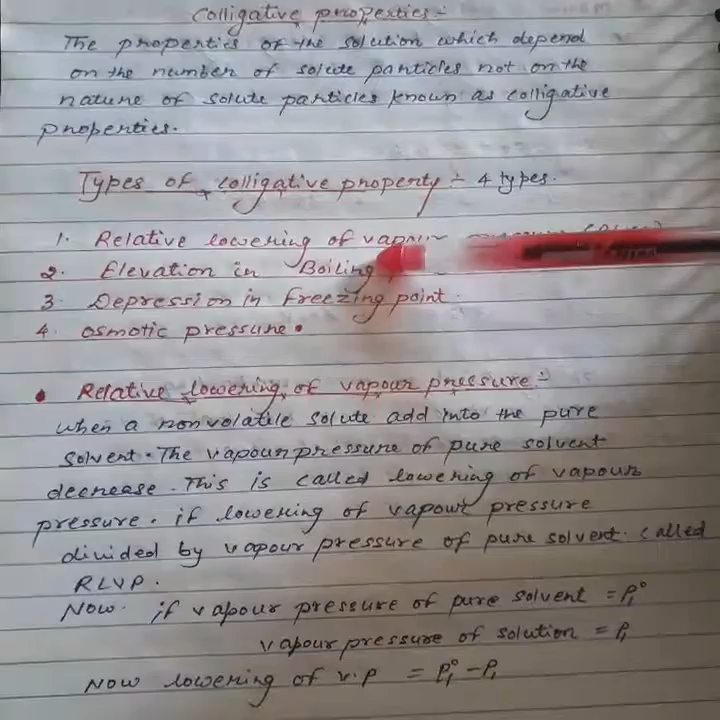 Colligative properties:-
The properties of the solution which depend
on the number of solute particles not on the
nature of solute particles known as colligative
properties.
Types of colligative property ÷ 4 types.
1. Relative lowering of vapour
2. Elevation in Boiling
3. Depression in freezing point.
4. osmotic pressure.
• Relative lowering of vapour pressure :-
when a nonvolatile solute add into the pure
solvent. The vapour pressure of pure solvent
decrease. This is called lowering of vapour
pressure. if lowering of vapour pressure
divided by vapour pressure of pure solvent. called
RLVP.
Now. if vapour pressure of pure solvent = P₁°
vapour pressure of solution = P₁
Now lowering of v.p = P₁° - P₁